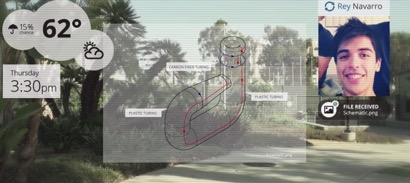 15%
chance
62°
Thursday
3:30pm
Rey Navarro
CARBON FIBER TUBING
PLASTIC TUBING
PLASTIC TUBING
FILE RECEIVED
Schematic.png